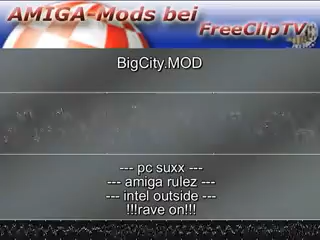 AMIGA-Mods bei
FreeClipTV
BigCity.MOD
--- pc suxx ---
--- amiga rulez ---
--- intel outside ---
!!!rave on!!!